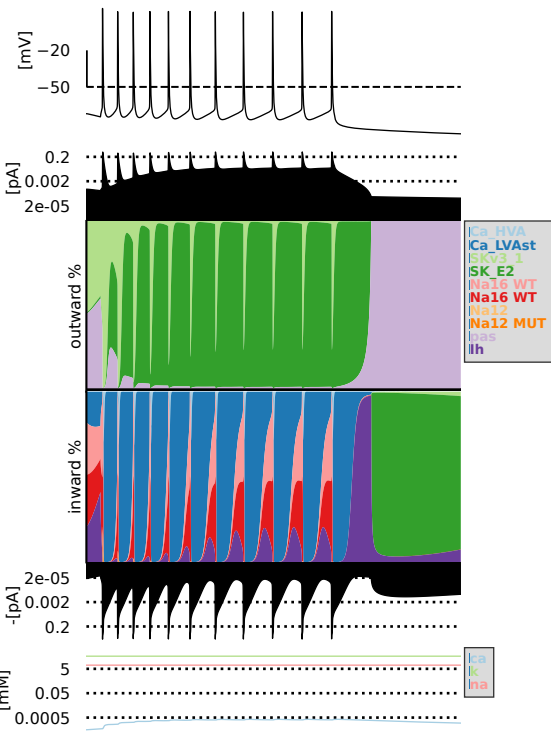 [mV]
−20
−50
[pA]
0.2
0.002
2e-05
outward %
Ca_HVA
Ca_LVAst
SKv3_1
SK_E2
Na16 WT
Na16 WT
Na12
Na12 MUT
pas
Ih
inward %
-[pA]
2e-05
0.002
0.2
[mM]
5
0.05
0.0005
ca
k
na